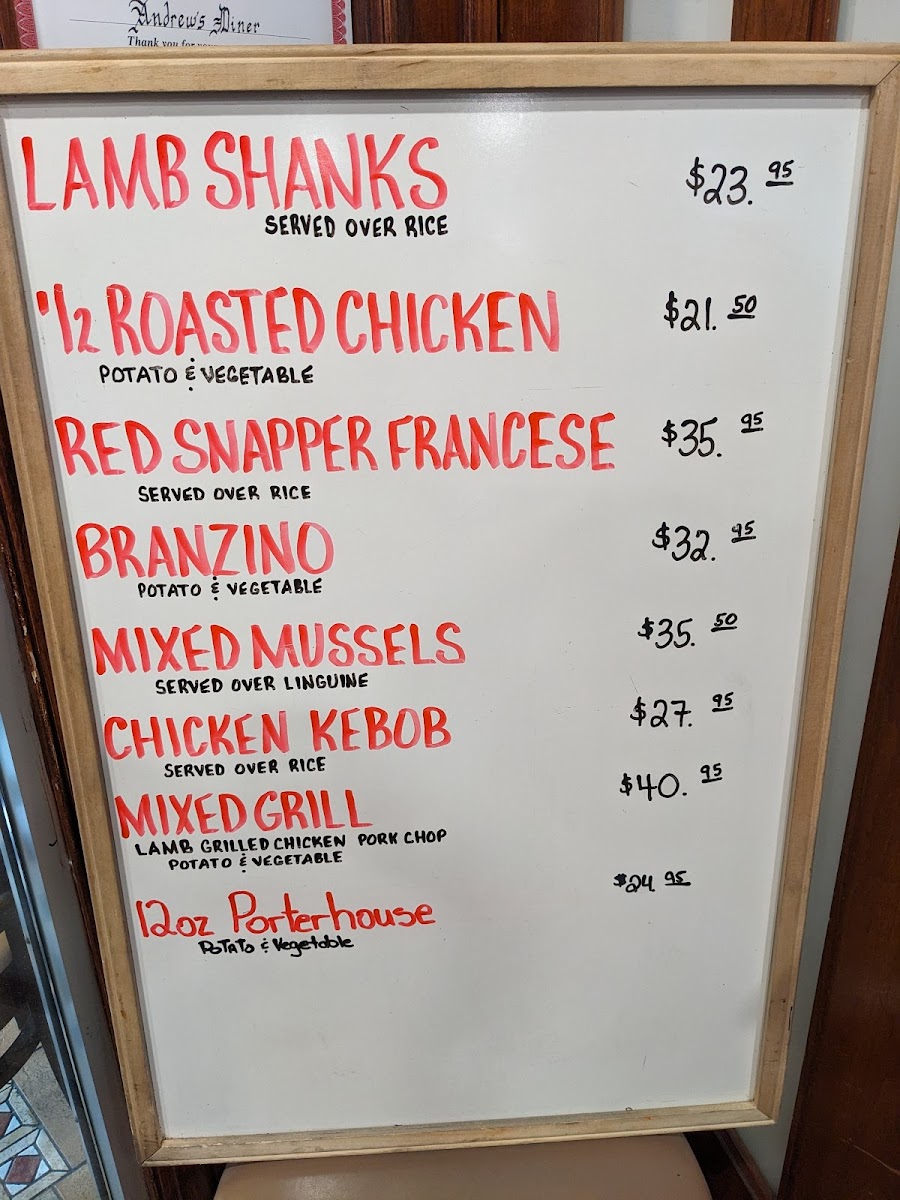 Andrew's Diner
Thank you for
LAMB SHANKS $23.95
SERVED OVER RICE
1/2 ROASTED CHICKEN $21.50
POTATO & VEGETABLE
RED SNAPPER FRANCESE $35.95
SERVED OVER RICE
BRANZINO $32.95
POTATO & VEGETABLE
MIXED MUSSELS $35.50
SERVED OVER LINGUINE
CHICKEN KEBOB $27.95
SERVED OVER RICE
MIXED GRILL $40.95
LAMB GRILLED CHICKEN PORK CHOP
POTATO & VEGETABLE
12oz Porterhouse $24 95
POTATO & Vegetable